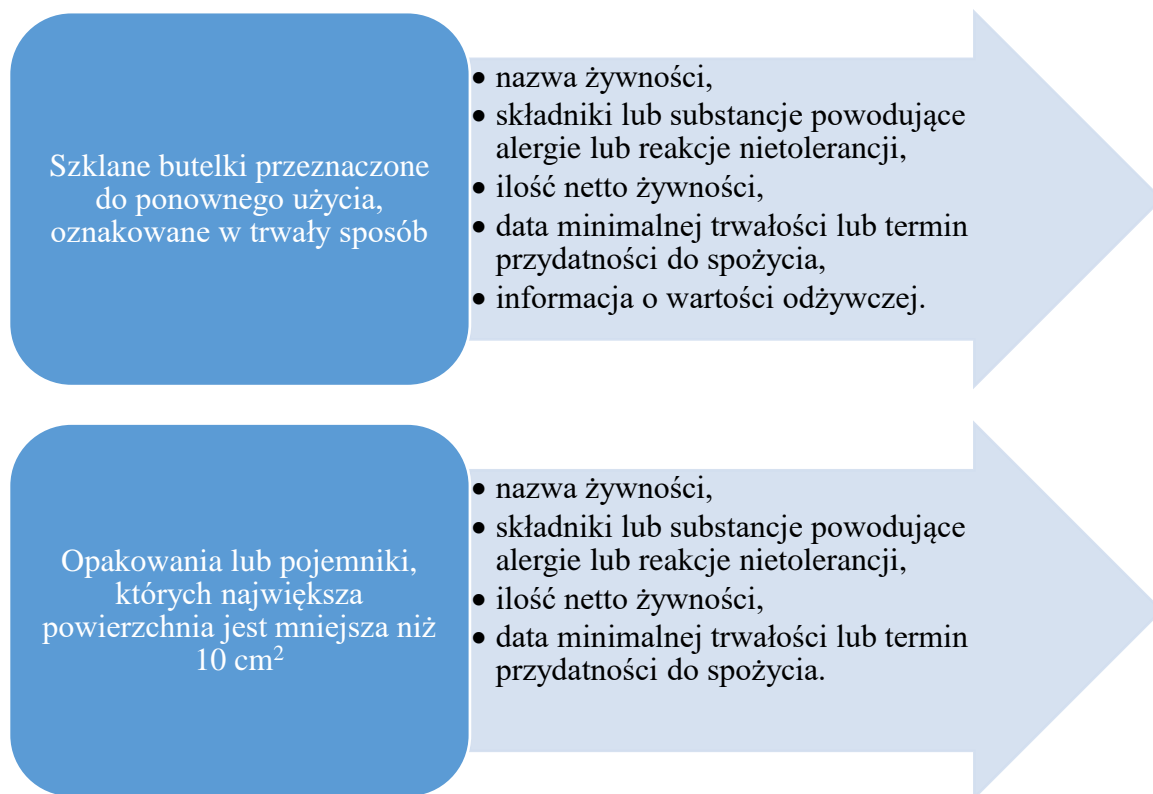 Szklane butelki przeznaczone
do ponownego użycia,
oznakowane w trwały sposób
• nazwa żywności,
• składniki lub substancje powodujące
alergie lub reakcje nietolerancji,
• ilość netto żywności,
• data minimalnej trwałości lub termin
przydatności do spożycia,
• informacja o wartości odżywczej.
Opakowania lub pojemniki,
których największa
powierzchnia jest mniejsza niż
10 cm²
• nazwa żywności,
• składniki lub substancje powodujące
alergie lub reakcje nietolerancji,
• ilość netto żywności,
• data minimalnej trwałości lub termin
przydatności do spożycia.